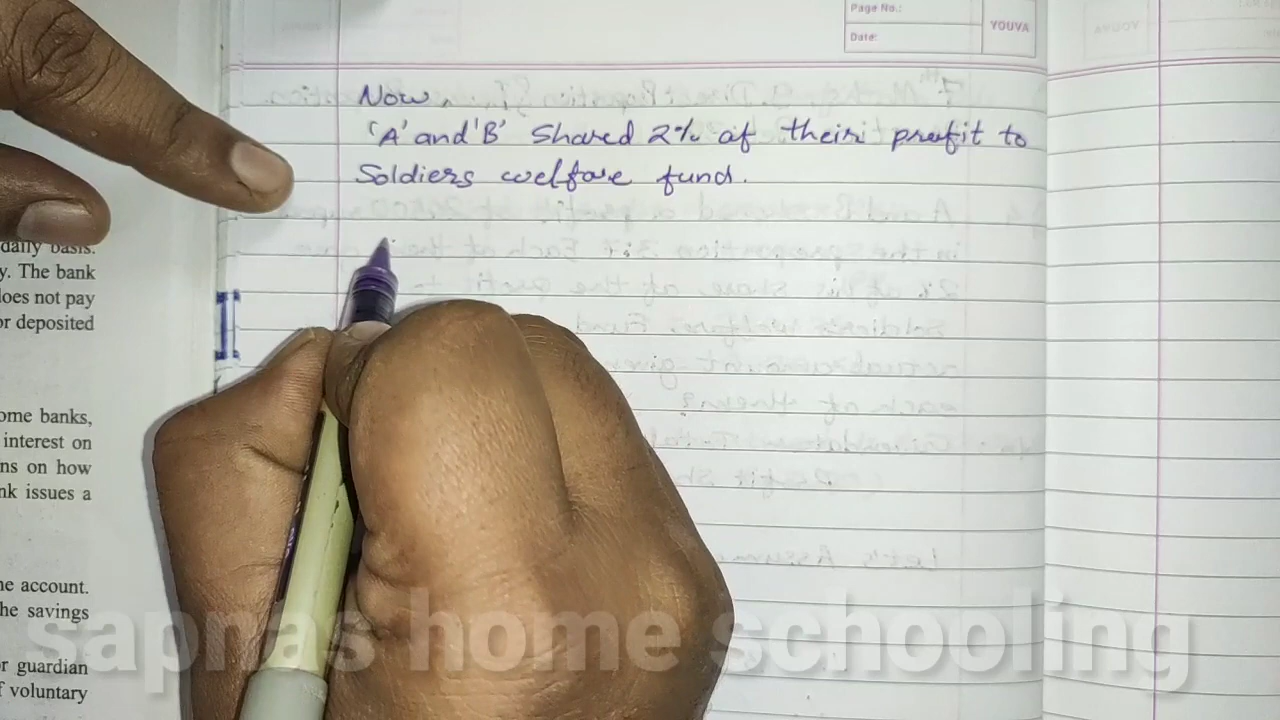 Page No.:
Date:
YOUVA
Now,
'A' and 'B' Shared 2% of their profit to
Soldiers welfare fund.
daily basis.
y. The bank
does not pay
or deposited
ome banks,
interest on
ns on how
nk issues a
he account.
he savings
or guardian
f voluntary
sapnas home schooling